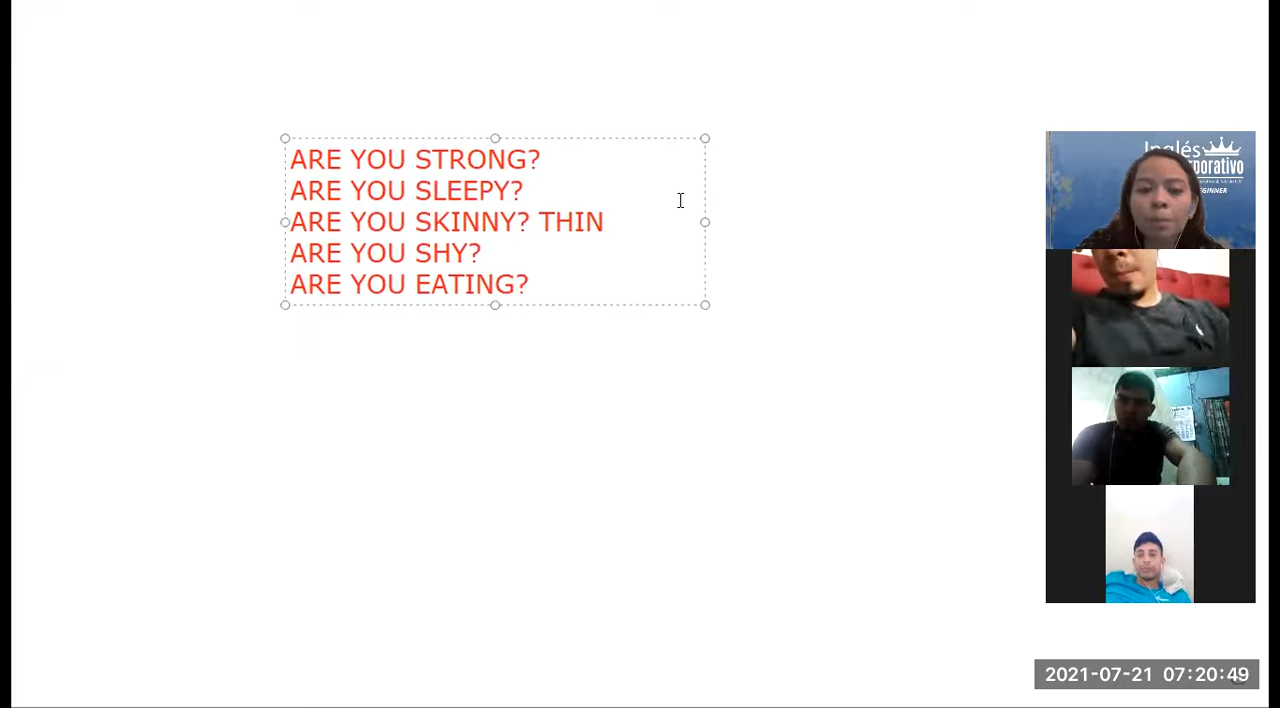 ARE YOU STRONG?
ARE YOU SLEEPY?
ARE YOU SKINNY? THIN
ARE YOU SHY?
ARE YOU EATING?
Inglés
2021-07-21 07:20:49